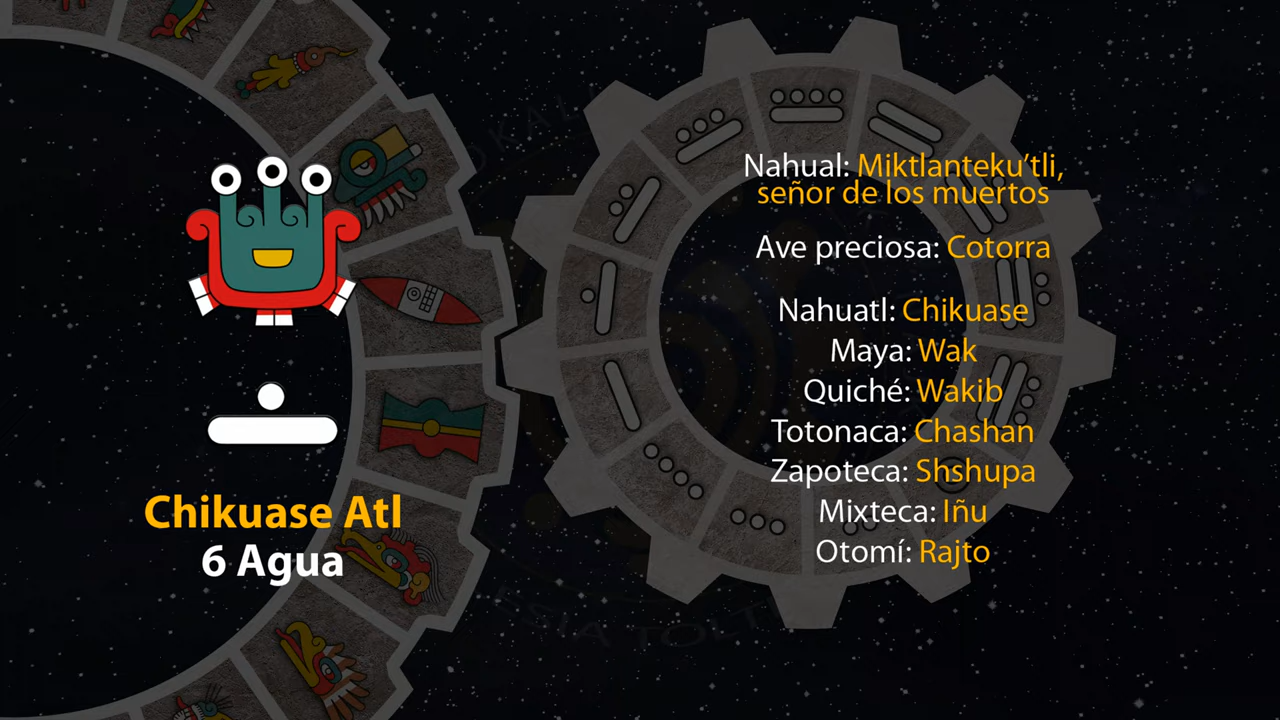 Chikuase Atl
6 Agua
Nahual: Miktlanteku’tli,
señor de los muertos
Ave preciosa: Cotorra
Nahuatl: Chikuase
Maya: Wak
Quiché: Wakib
Totonaca: Chashan
Zapoteca: Shshupa
Mixteca: Iñu
Otomí: Rajto